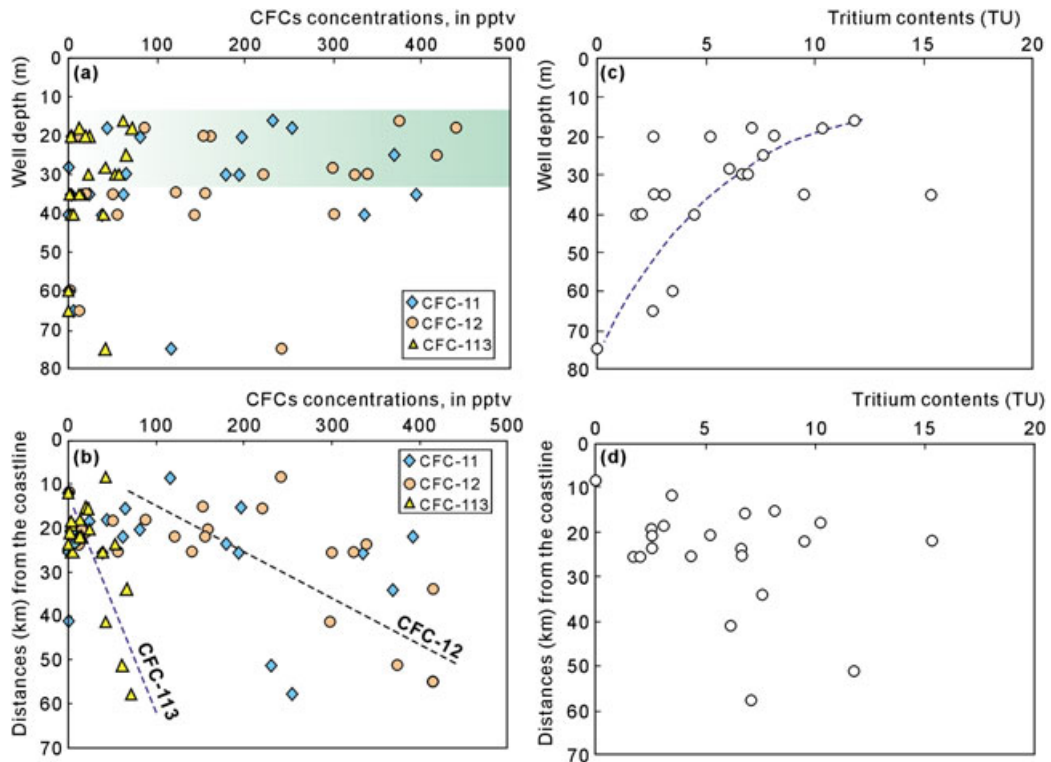 CFCs concentrations, in pptv
0 100 200 300 400 500
Well depth (m)
0
10
20
30
40
50
60
70
80
(a)
CFC-11
CFC-12
CFC-113
Tritium contents (TU)
0 5 10 15 20
Well depth (m)
0
10
20
30
40
50
60
70
80
(c)
CFCs concentrations, in pptv
0 100 200 300 400 500
Distances (km) from the coastline
0
10
20
30
40
50
60
70
(b)
CFC-11
CFC-12
CFC-113
CFC-12
CFC-113
Tritium contents (TU)
0 5 10 15 20
Distances (km) from the coastline
0
10
20
30
40
50
60
70
(d)